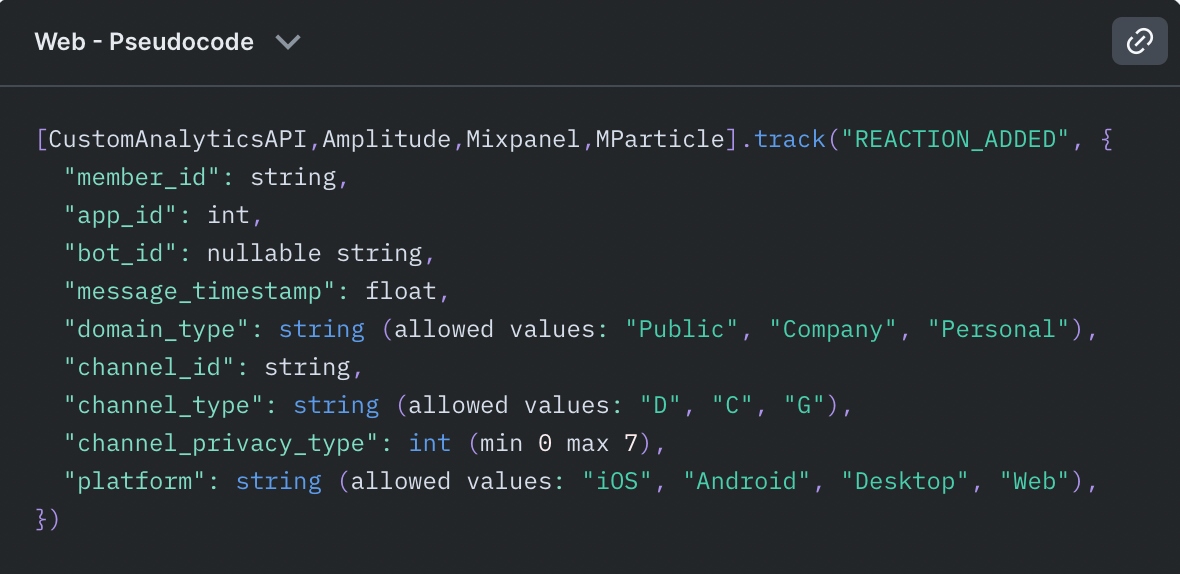 Web - Pseudocode
[CustomAnalyticsAPI,Amplitude,Mixpanel,MParticle].track("REACTION_ADDED", {
"member_id": string,
"app_id": int,
"bot_id": nullable string,
"message_timestamp": float,
"domain_type": string (allowed values: "Public", "Company", "Personal"),
"channel_id": string,
"channel_type": string (allowed values: "D", "C", "G"),
"channel_privacy_type": int (min 0 max 7),
"platform": string (allowed values: "iOS", "Android", "Desktop", "Web"),
})